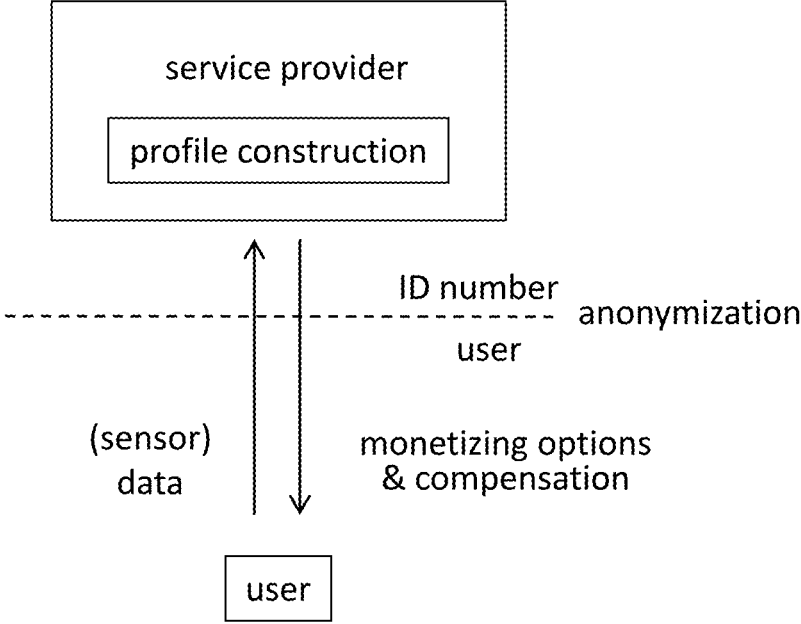 service provider
profile construction
ID number
anonymization
user
(sensor)
data
monetizing options
& compensation
user